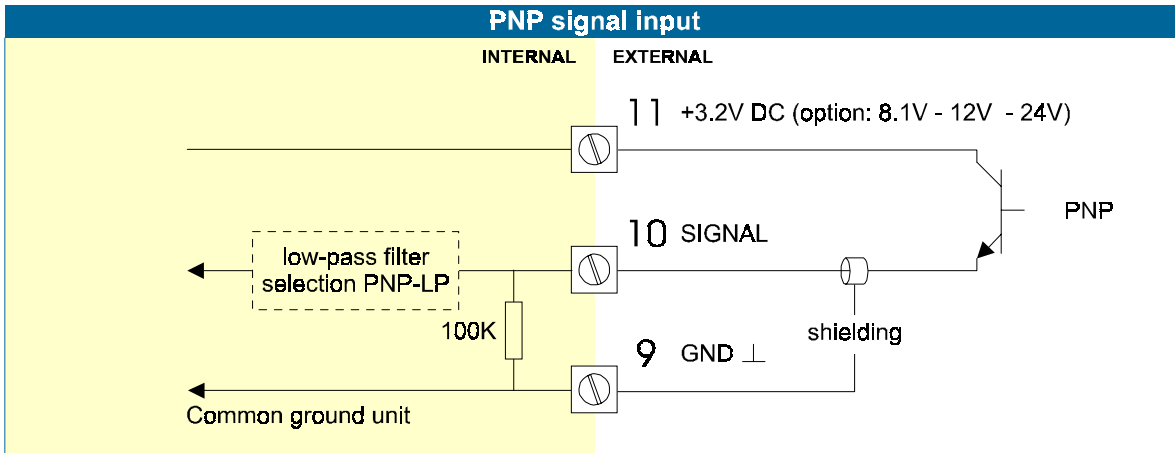 PNP signal input
INTERNAL EXTERNAL
11 +3.2V DC (option: 8.1V - 12V - 24V)
PNP
10 SIGNAL
low-pass filter
selection PNP-LP
100K
shielding
9 GND ⊥
Common ground unit